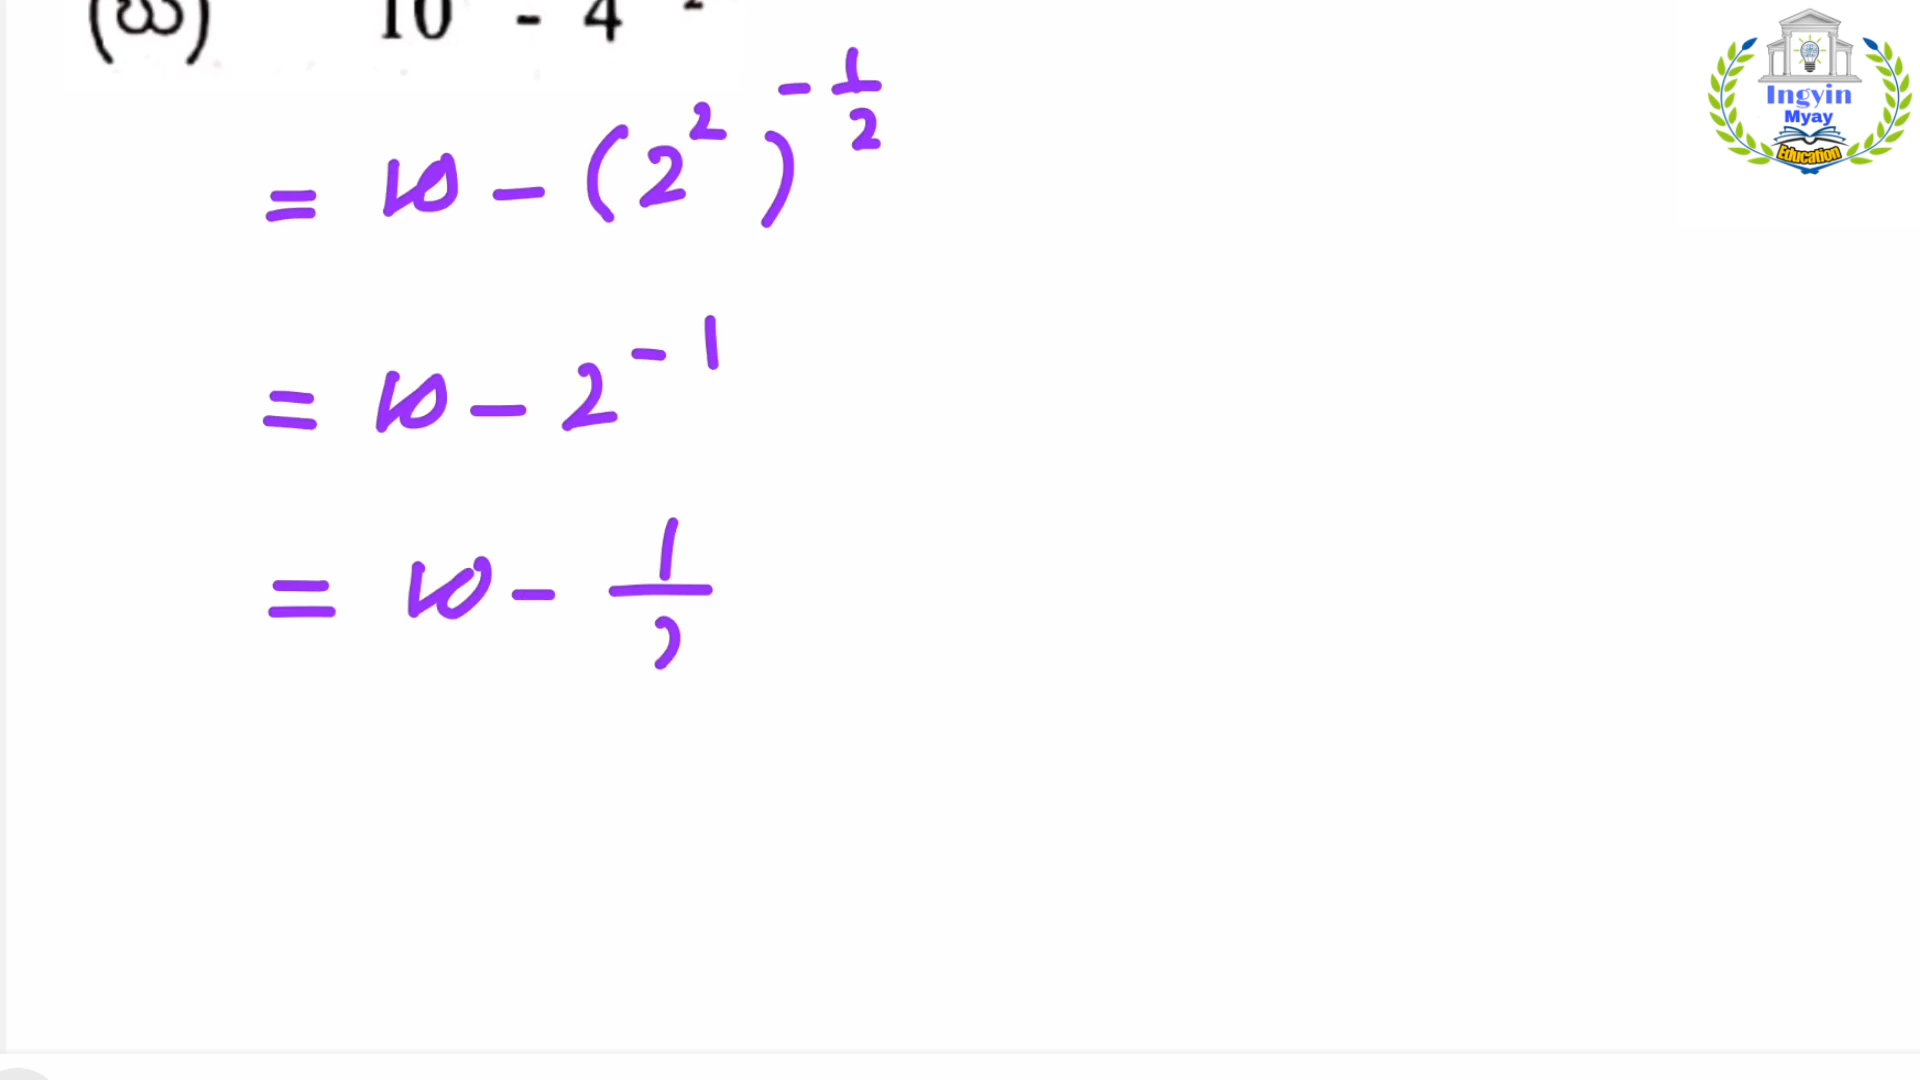 (ဃ) 10 - 4
= 10 - (2²)^{-1/2}
= 10 - 2^{-1}
= 10 - 1/2
Ingyin
Myay
Education